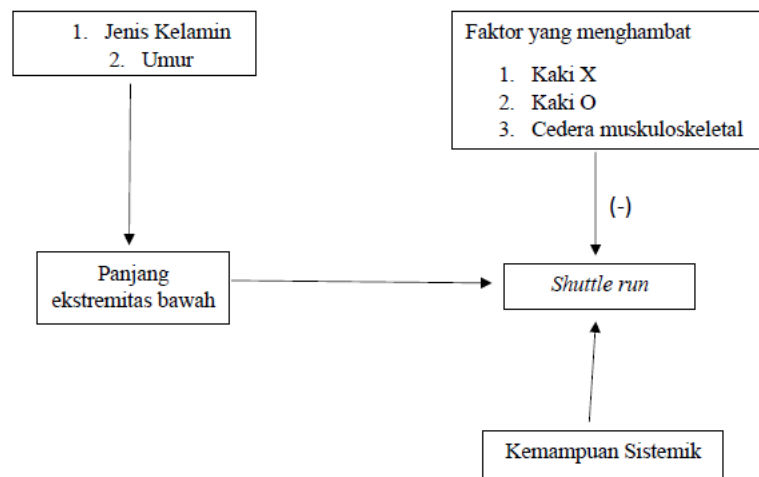 1. Jenis Kelamin
2. Umur
Faktor yang menghambat
1. Kaki X
2. Kaki O
3. Cedera muskuloskeletal
(-)
Panjang
ekstremitas bawah
Shuttle run
Kemampuan Sistemik